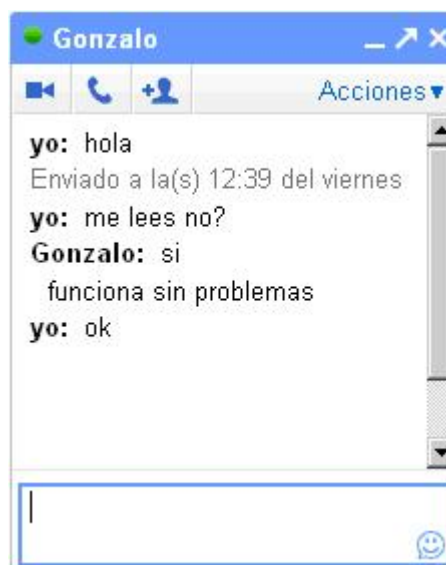 Gonzalo
Acciones
yo: hola
Enviado a la(s) 12:39 del viernes
yo: me lees no?
Gonzalo: si
funciona sin problemas
yo: ok